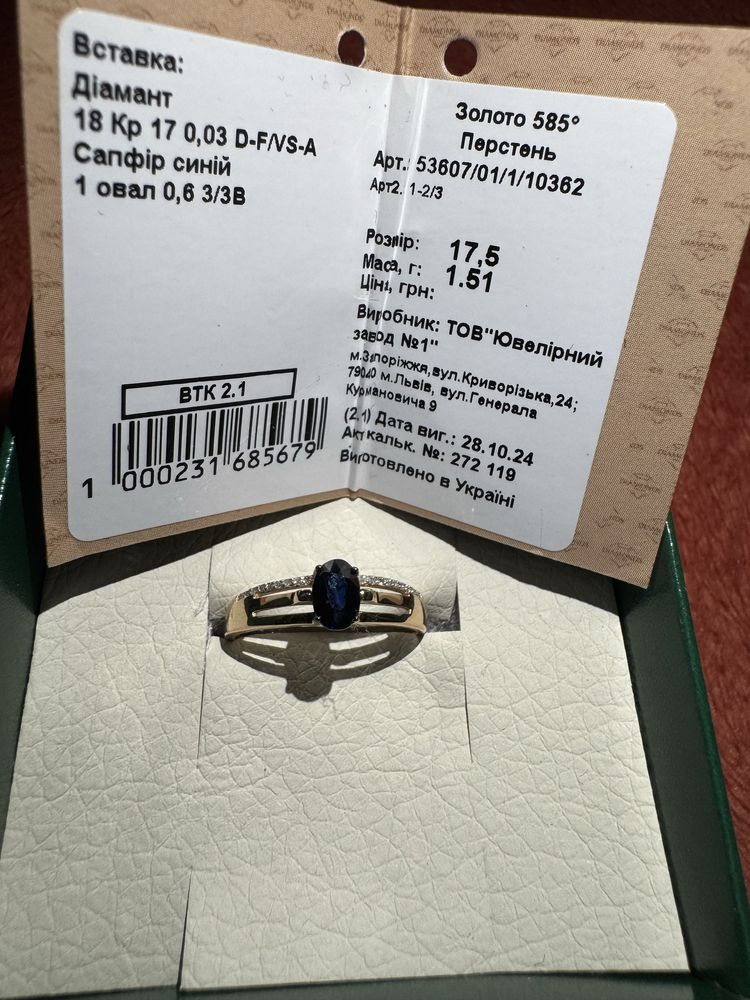 Вставка:
Діамант
18 Кр 17 0,03 D-F/VS-A
Сапфір синій
1 овал 0,6 3/3В
ВТК 2.1
1 000231 685679
Золото 585°
Перстень
Арт.: 53607/01/1/10362
Арт2. 1-2/3
Розмір: 17,5
Маса, г: 1.51
Ціна, грн:
Виробник: ТОВ"Ювелірний
завод №1"
м.Запоріжжя,вул.Криворізька,24;
79040 м.Львів, вул.Генерала
Курмановича 9
(2.1) Дата виг.: 28.10.24
Акт кальк. №: 272 119
Виготовлено в Україні
DIAMONDS